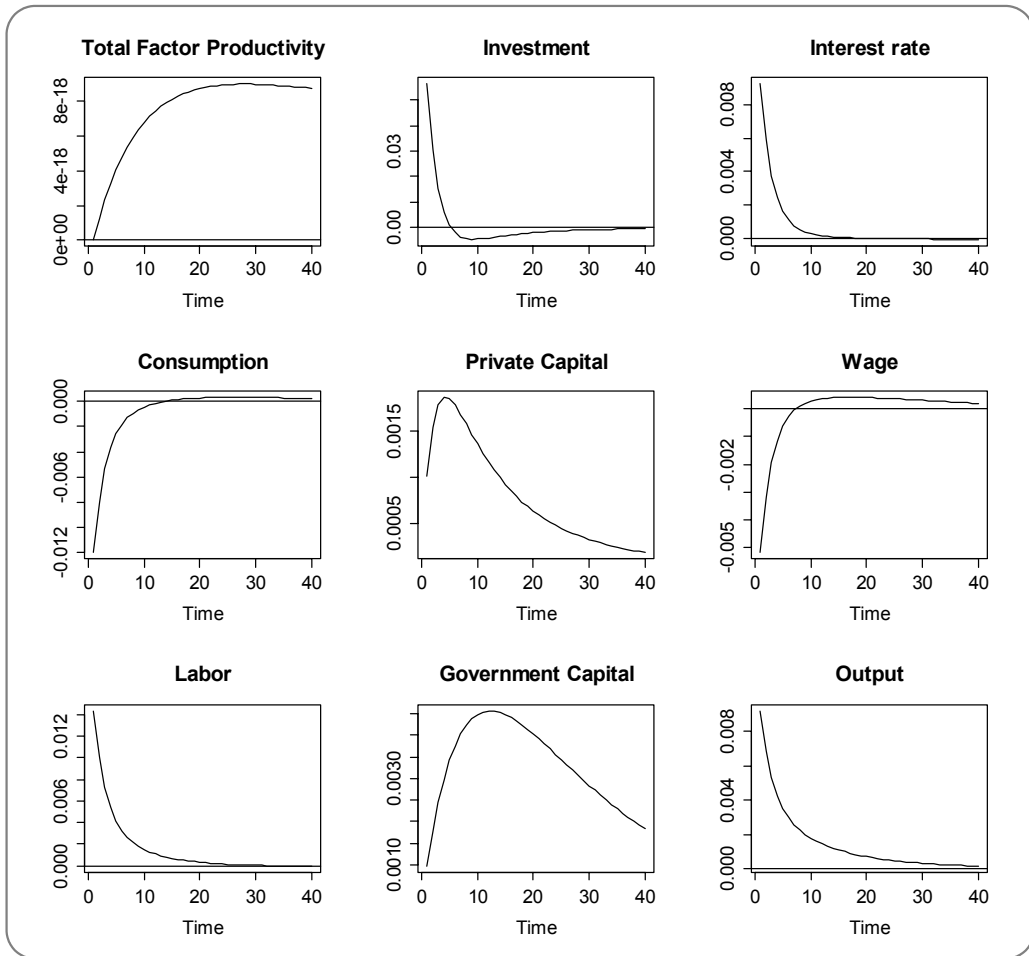 Total Factor Productivity
8e-18
4e-18
0e+00
0 10 20 30 40
Time
Investment
0.03
0.00
0 10 20 30 40
Time
Interest rate
0.008
0.004
0.000
0 10 20 30 40
Time
Consumption
0.000
-0.006
-0.012
0 10 20 30 40
Time
Private Capital
0.0015
0.0005
0 10 20 30 40
Time
Wage
-0.002
-0.005
0 10 20 30 40
Time
Labor
0.012
0.006
0.000
0 10 20 30 40
Time
Government Capital
0.0030
0.0010
0 10 20 30 40
Time
Output
0.008
0.004
0.000
0 10 20 30 40
Time